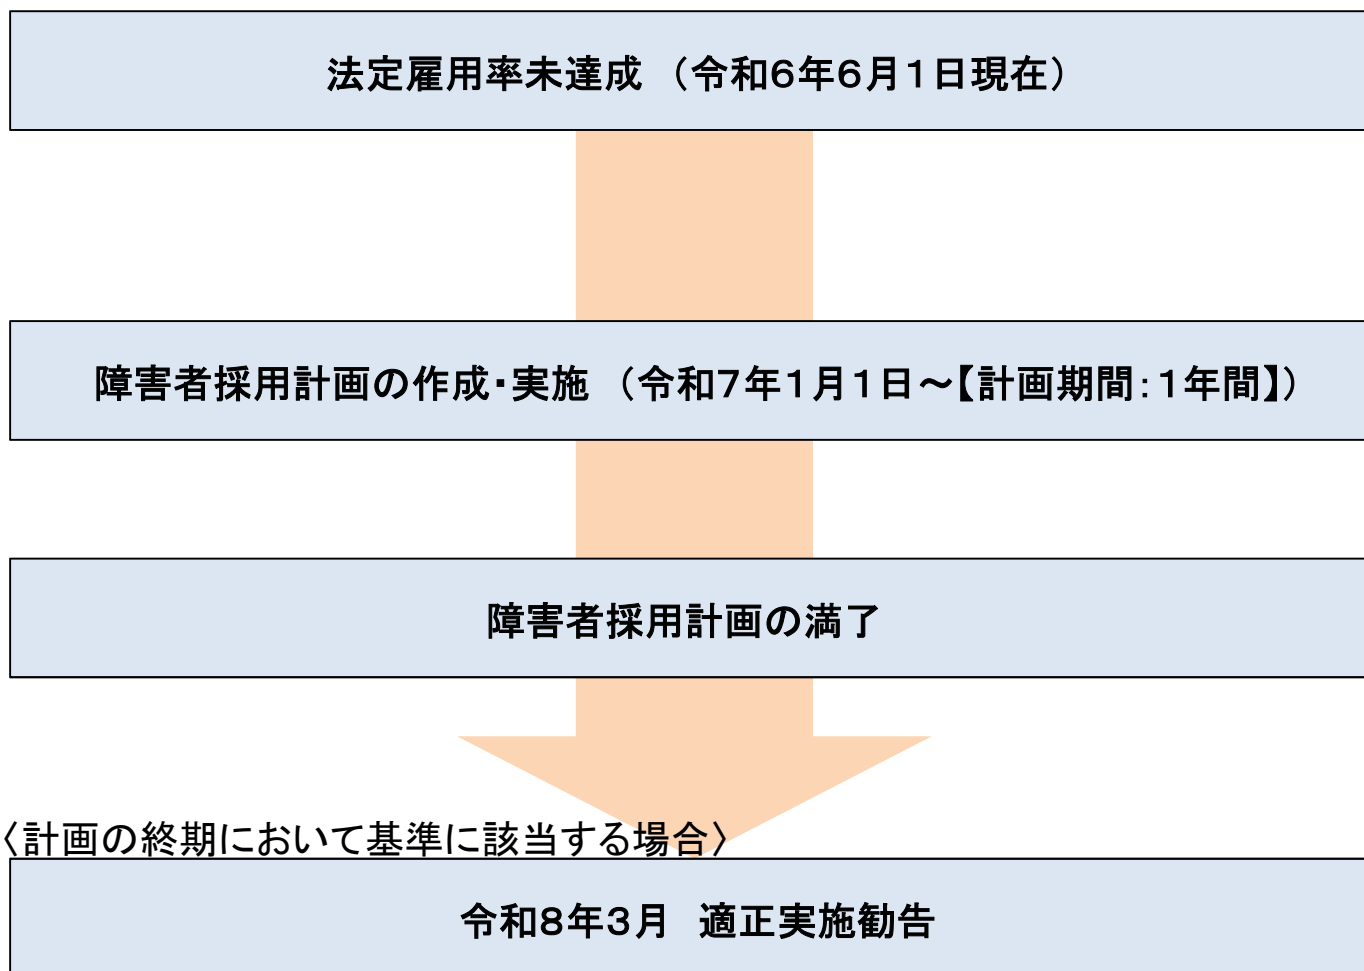 法定雇用率未達成　（令和6年6月1日現在）
障害者採用計画の作成・実施　（令和7年1月1日～【計画期間：1年間】）
障害者採用計画の満了
〈計画の終期において基準に該当する場合〉
令和8年3月　適正実施勧告